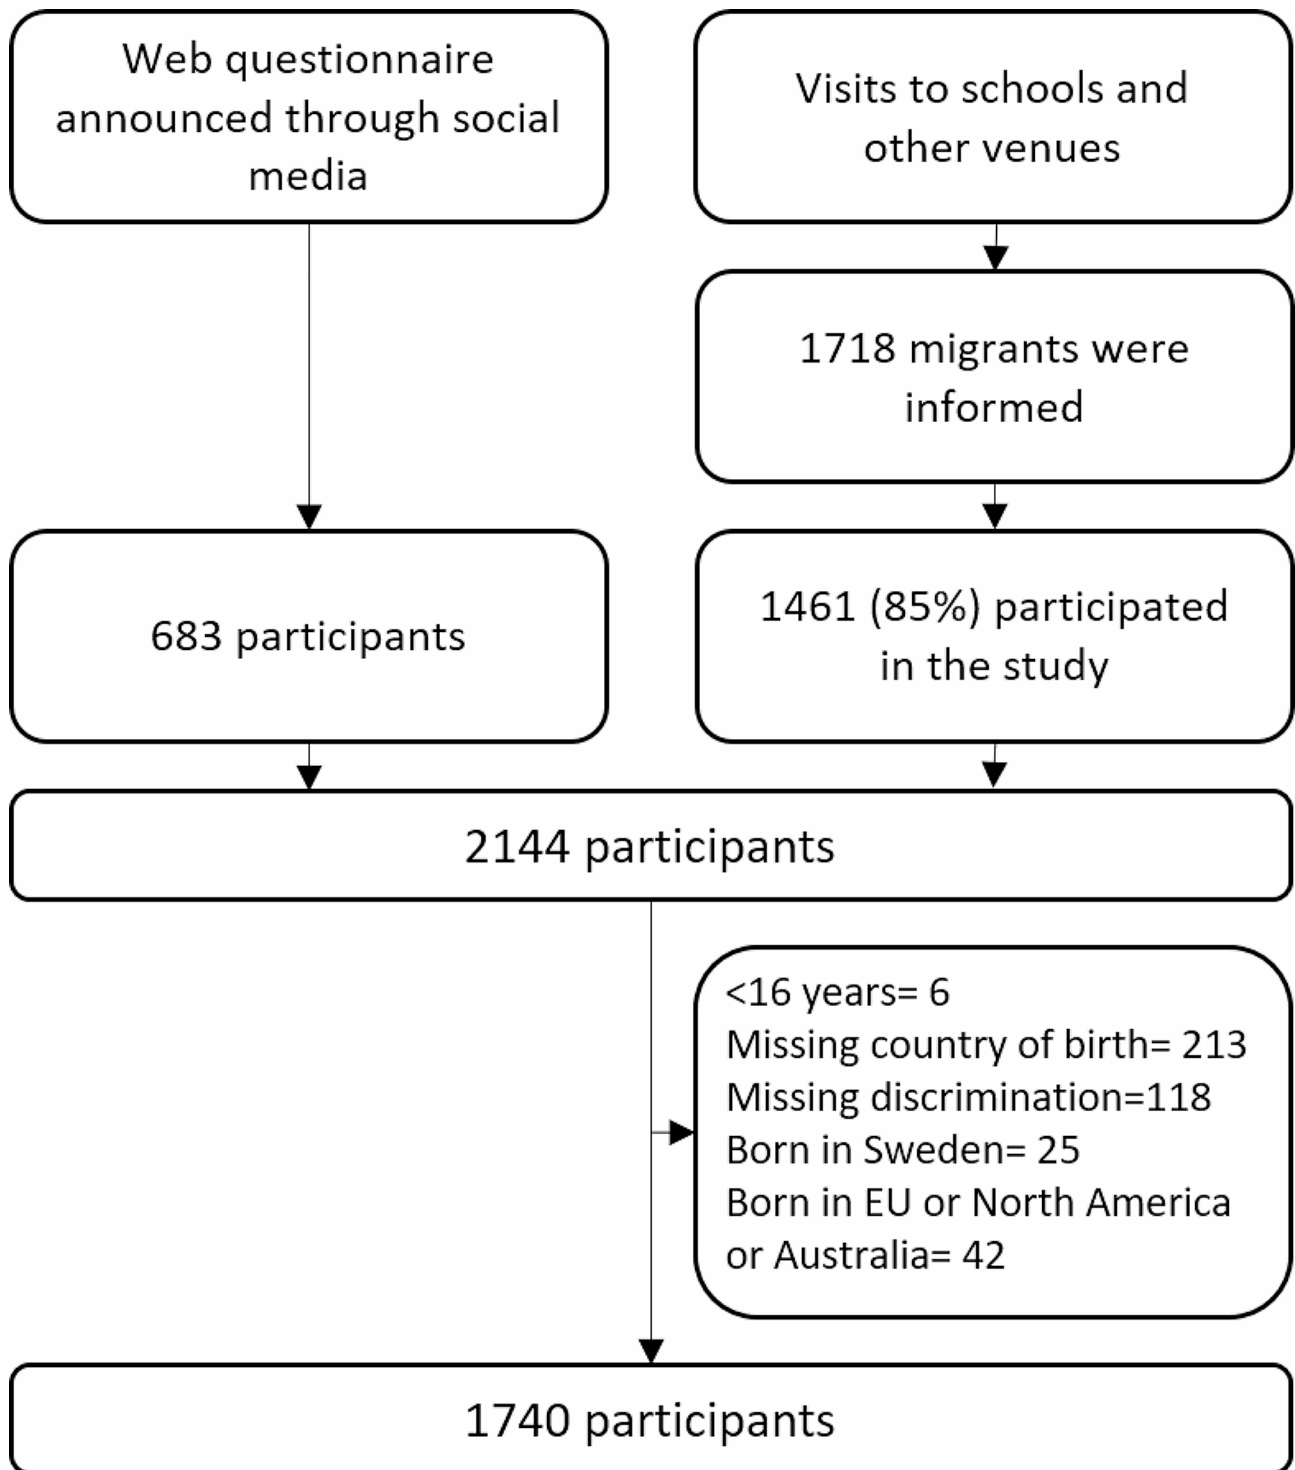 Web questionnaire
announced through social
media
Visits to schools and
other venues
1718 migrants were
informed
683 participants
1461 (85%) participated
in the study
2144 participants
<16 years= 6
Missing country of birth= 213
Missing discrimination=118
Born in Sweden= 25
Born in EU or North America
or Australia= 42
1740 participants